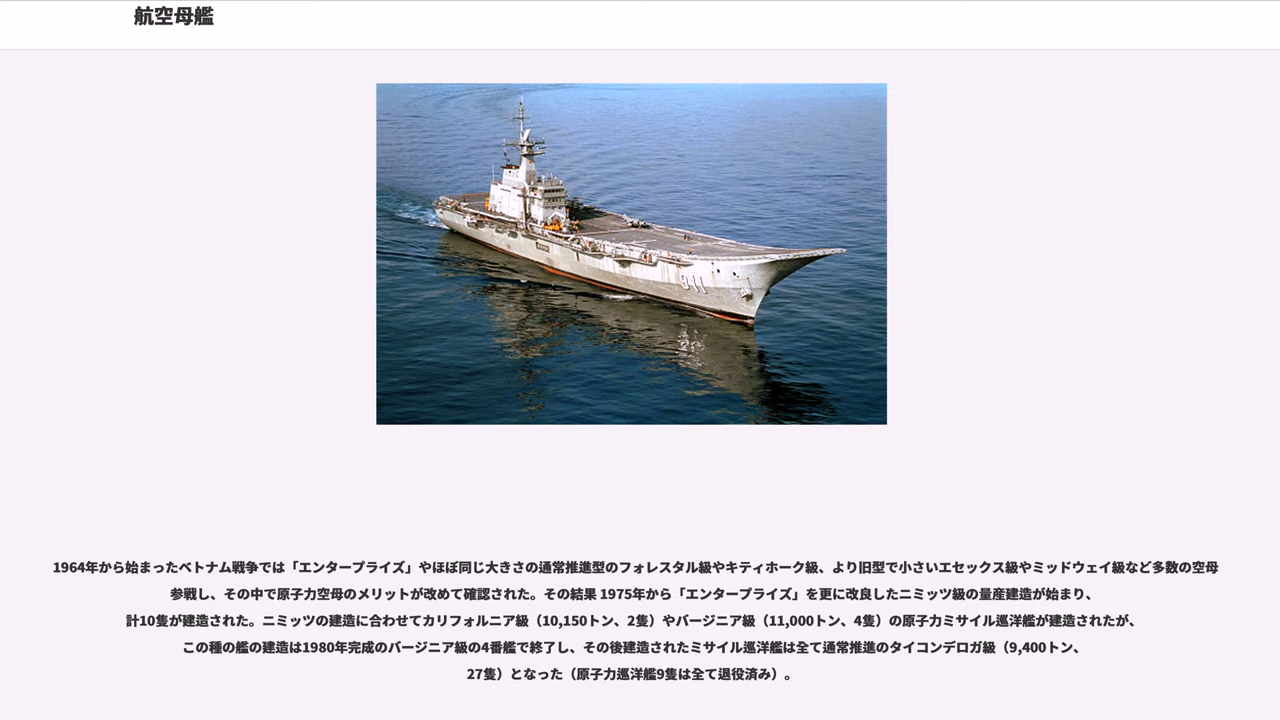 航空母艦
1964年から始まったベトナム戦争では「エンタープライズ」やほぼ同じ大きさの通常推進型のフォレスタル級やキティホーク級、より旧型で小さいエセックス級やミッドウェイ級など多数の空母
参戦し、その中で原子力空母のメリットが改めて確認された。その結果 1975年から「エンタープライズ」を更に改良したニミッツ級の量産建造が始まり、
計10隻が建造された。ニミッツの建造に合わせてカリフォルニア級（10,150トン、2隻）やバージニア級（11,000トン、4隻）の原子力ミサイル巡洋艦が建造されたが、
この種の艦の建造は1980年完成のバージニア級の4番艦で終了し、その後建造されたミサイル巡洋艦は全て通常推進のタイコンデロガ級（9,400トン、
27隻）となった（原子力巡洋艦9隻は全て退役済み）。